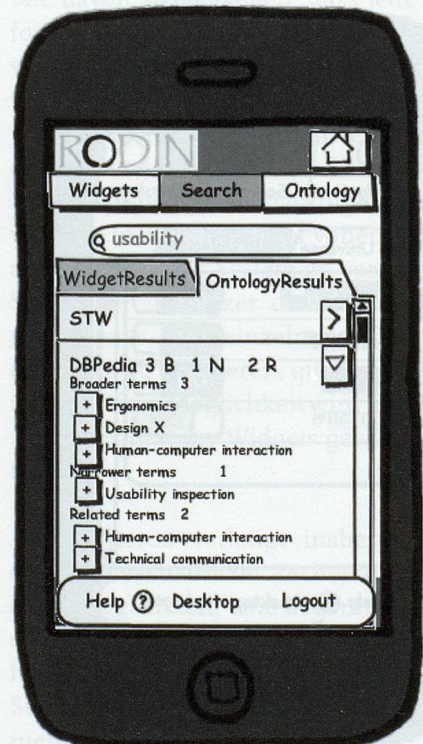 RODIN
Widgets Search Ontology
usability
WidgetResults OntologyResults
STW >
DBPedia 3 B 1 N 2 R
Broader terms 3
+ Ergonomics
+ Design X
+ Human-computer interaction
Narrower terms 1
+ Usability inspection
Related terms 2
+ Human-computer interaction
+ Technical communication
Help ? Desktop Logout